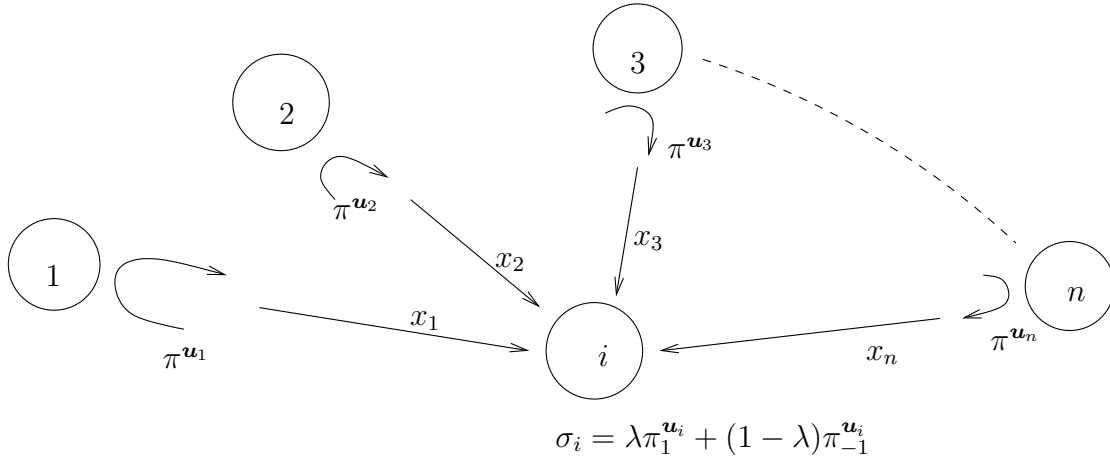 3
2
π^{𝒖_3}
π^{𝒖_2}
x_3
x_2
1
n
x_1
π^{𝒖_n}
π^{𝒖_1}
i
x_n
σ_i = λπ_1^{𝒖_i} + (1 − λ)π_{−1}^{𝒖_i}